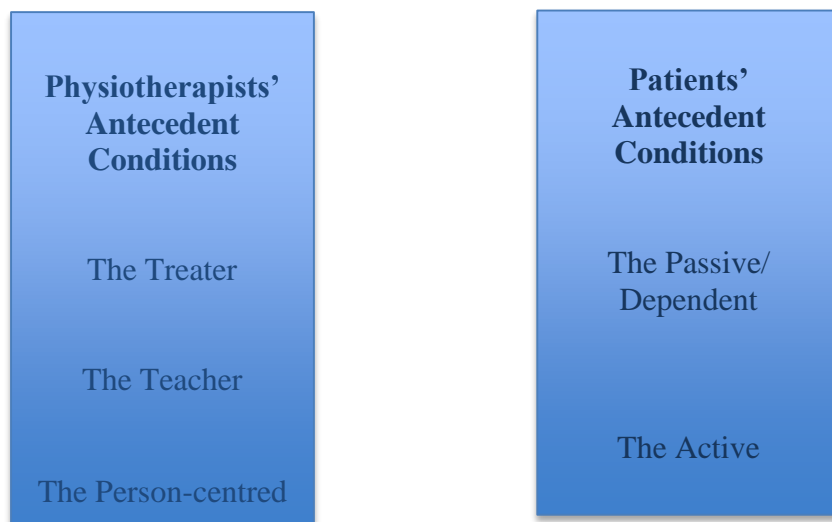 Physiotherapists’
Antecedent
Conditions
The Treater
The Teacher
The Person-centred
Patients’
Antecedent
Conditions
The Passive/
Dependent
The Active